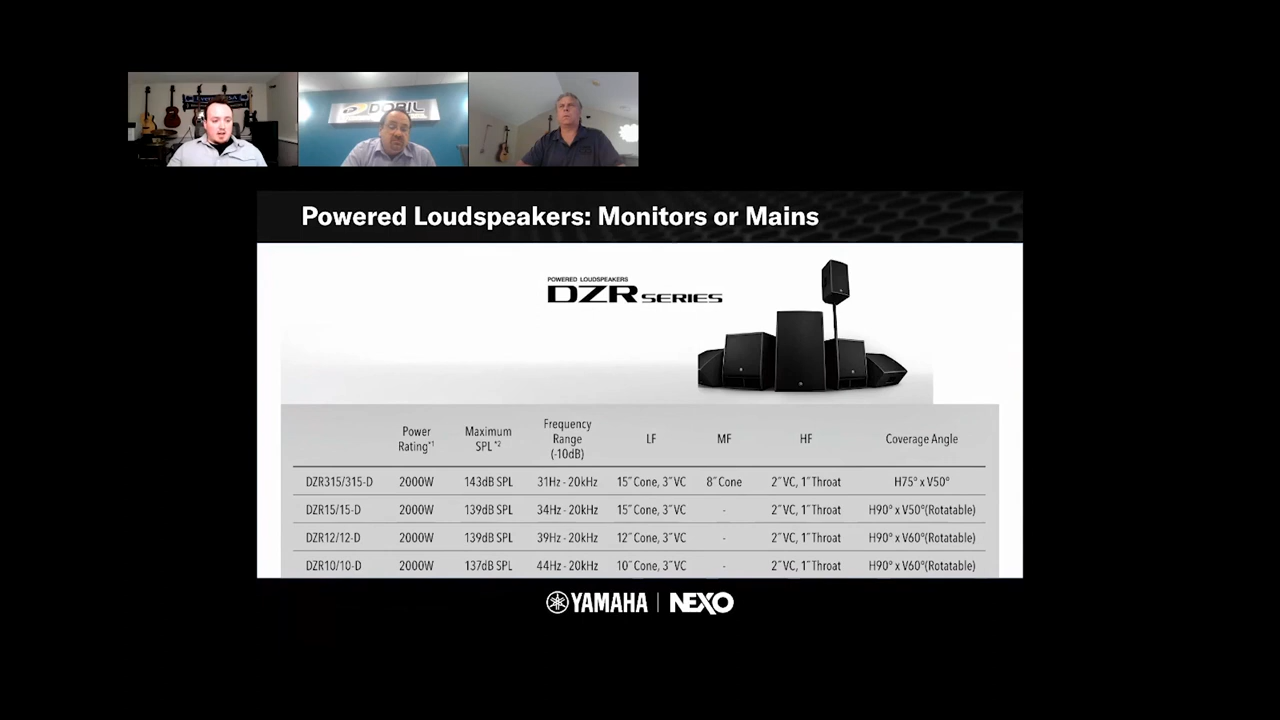 DOBIL
Powered Loudspeakers: Monitors or Mains
POWERED LOUDSPEAKERS
DZR SERIES
Power Rating*1 Maximum SPL*2 Frequency Range (-10dB) LF MF HF Coverage Angle
DZR315/315-D 2000W 143dB SPL 31Hz - 20kHz 15″ Cone, 3″ VC 8″ Cone 2″ VC, 1″ Throat H75° x V50°
DZR15/15-D 2000W 139dB SPL 34Hz - 20kHz 15″ Cone, 3″ VC - 2″ VC, 1″ Throat H90° x V50°(Rotatable)
DZR12/12-D 2000W 139dB SPL 39Hz - 20kHz 12″ Cone, 3″ VC - 2″ VC, 1″ Throat H90° x V60°(Rotatable)
DZR10/10-D 2000W 137dB SPL 44Hz - 20kHz 10″ Cone, 3″ VC - 2″ VC, 1″ Throat H90° x V60°(Rotatable)
YAMAHA | NEXO